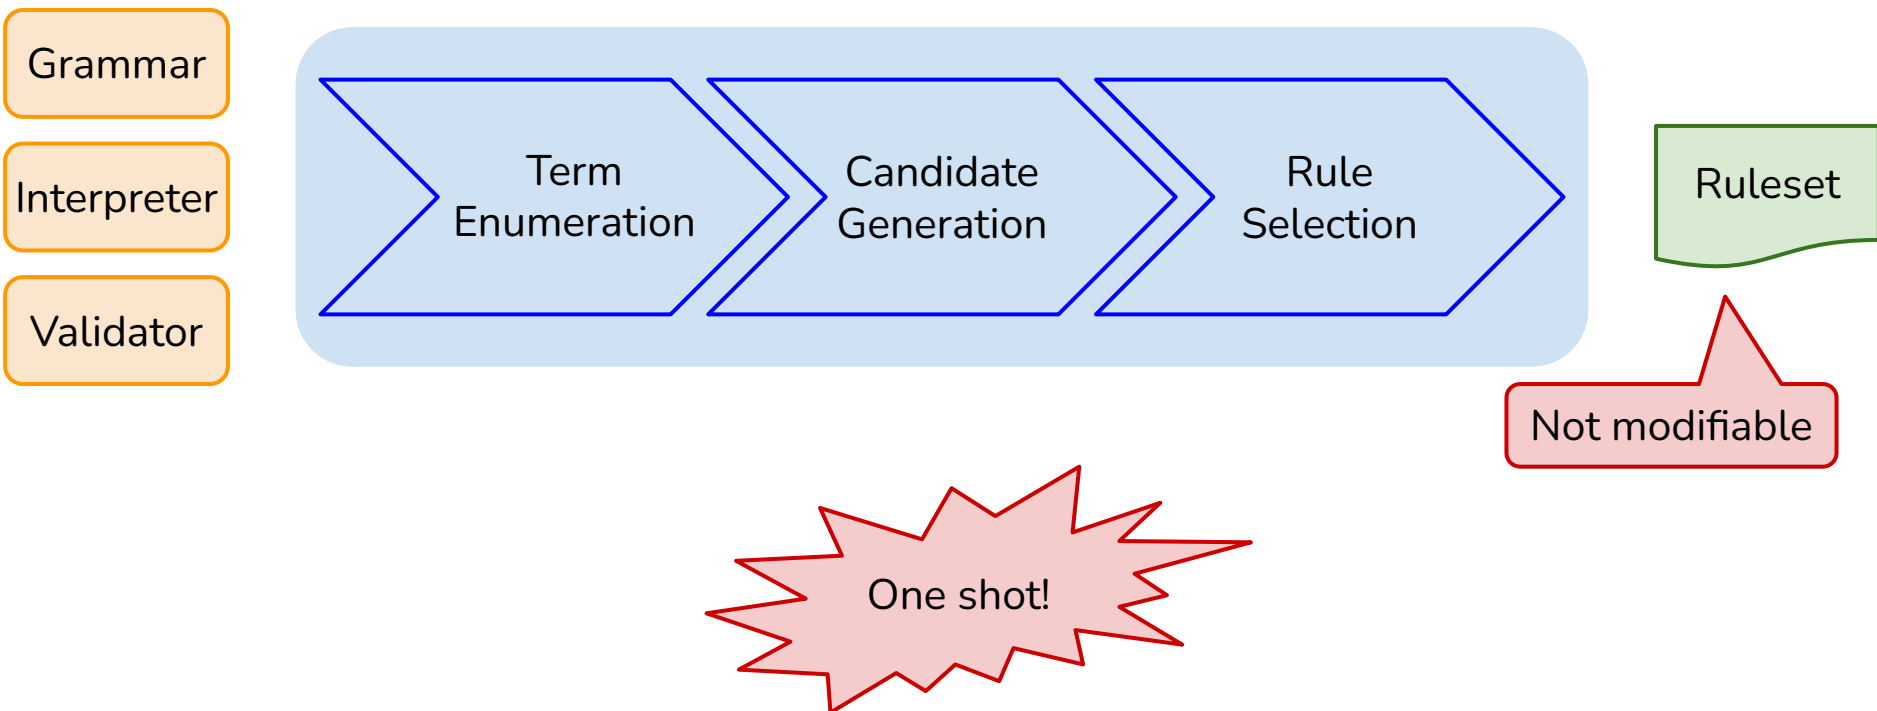 Grammar
Interpreter
Validator
Term
Enumeration
Candidate
Generation
Rule
Selection
Ruleset
Not modifiable
One shot!